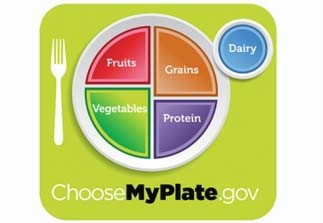 Fruits
Grains
Dairy
Vegetables
Protein
ChooseMyPlate.gov